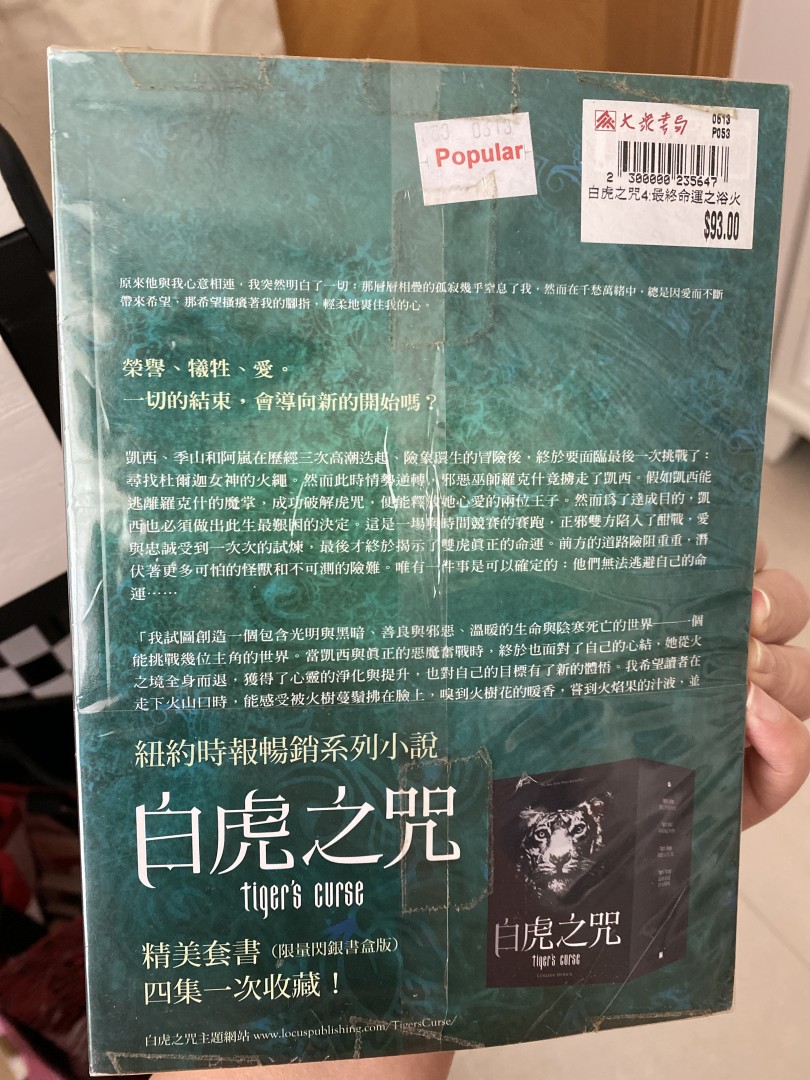 大眾書局
0513
P053
Popular
2 300000 235647
白虎之咒4:最終命運之浴火
$93.00
原來他與我心意相連，我突然明白了一切：那層層相疊的孤寂幾乎窒息了我，然而在千愁萬緒中，總是因愛而不斷
帶來希望，那希望搔癢著我的腳指，輕柔地裹住我的心。
榮譽、犧牲、愛。
一切的結束，會導向新的開始嗎？
凱西、季山和阿嵐在歷經三次高潮迭起、險象環生的冒險後，終於要面臨最後一次挑戰了：
尋找杜爾迦女神的火繩。然而此時情勢逆轉，邪惡巫師羅克什竟擄走了凱西。假如凱西能
逃離羅克什的魔掌，成功破解虎咒，便能釋放她心愛的兩位王子。然而為了達成目的，凱
西也必須做出此生最艱困的決定。這是一場與時間競賽的賽跑，正邪雙方陷入了酣戰，愛
與忠誠受到一次次的試煉，最後才終於揭示了雙虎真正的命運。前方的道路險阻重重，潛
伏著更多可怕的怪獸和不可測的險難。唯有一件事是可以確定的：他們無法逃避自己的命
運……
「我試圖創造一個包含光明與黑暗、善良與邪惡、溫暖的生命與陰寒死亡的世界──一個
能挑戰幾位主角的世界。當凱西與真正的惡魔奮戰時，終於也面對了自己的心結，她從火
之境全身而退，獲得了心靈的淨化與提升，也對自己的目標有了新的體悟。我希望讀者在
走下火山口時，能感受被火樹蔓鬚拂在臉上，嗅到火樹花的暖香，嘗到火焰果的汁液，並
紐約時報暢銷系列小說
白虎之咒
tiger's curse
白虎之咒
tiger's curse
精美套書（限量閃銀書盒版）
四集一次收藏！
白虎之咒主題網站 www.locuspublishing.com/TigersCurse/